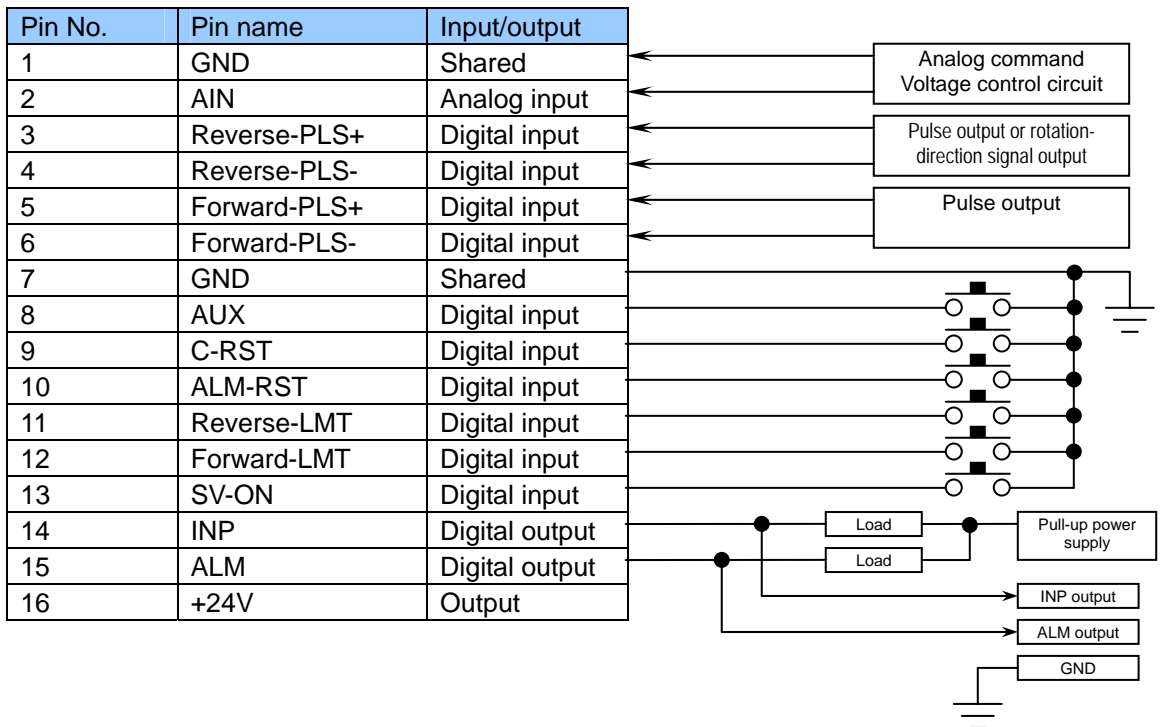 Pin No. Pin name Input/output
1 GND Shared
2 AIN Analog input
3 Reverse-PLS+ Digital input
4 Reverse-PLS- Digital input
5 Forward-PLS+ Digital input
6 Forward-PLS- Digital input
7 GND Shared
8 AUX Digital input
9 C-RST Digital input
10 ALM-RST Digital input
11 Reverse-LMT Digital input
12 Forward-LMT Digital input
13 SV-ON Digital input
14 INP Digital output
15 ALM Digital output
16 +24V Output
Analog command
Voltage control circuit
Pulse output or rotation-
direction signal output
Pulse output
Load
Load
Pull-up power
supply
INP output
ALM output
GND